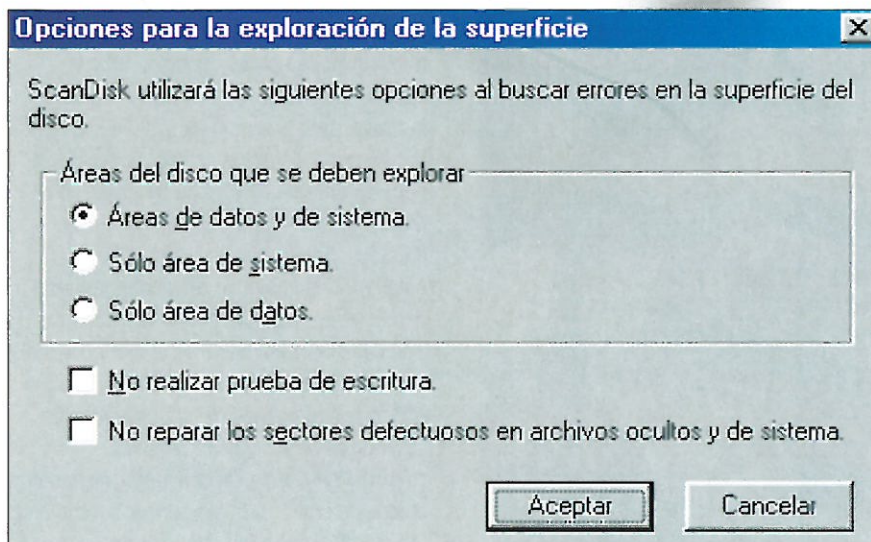 Opciones para la exploración de la superficie
ScanDisk utilizará las siguientes opciones al buscar errores en la superficie del
disco.
Áreas del disco que se deben explorar
Áreas de datos y de sistema.
Sólo área de sistema.
Sólo área de datos.
No realizar prueba de escritura.
No reparar los sectores defectuosos en archivos ocultos y de sistema.
Aceptar
Cancelar